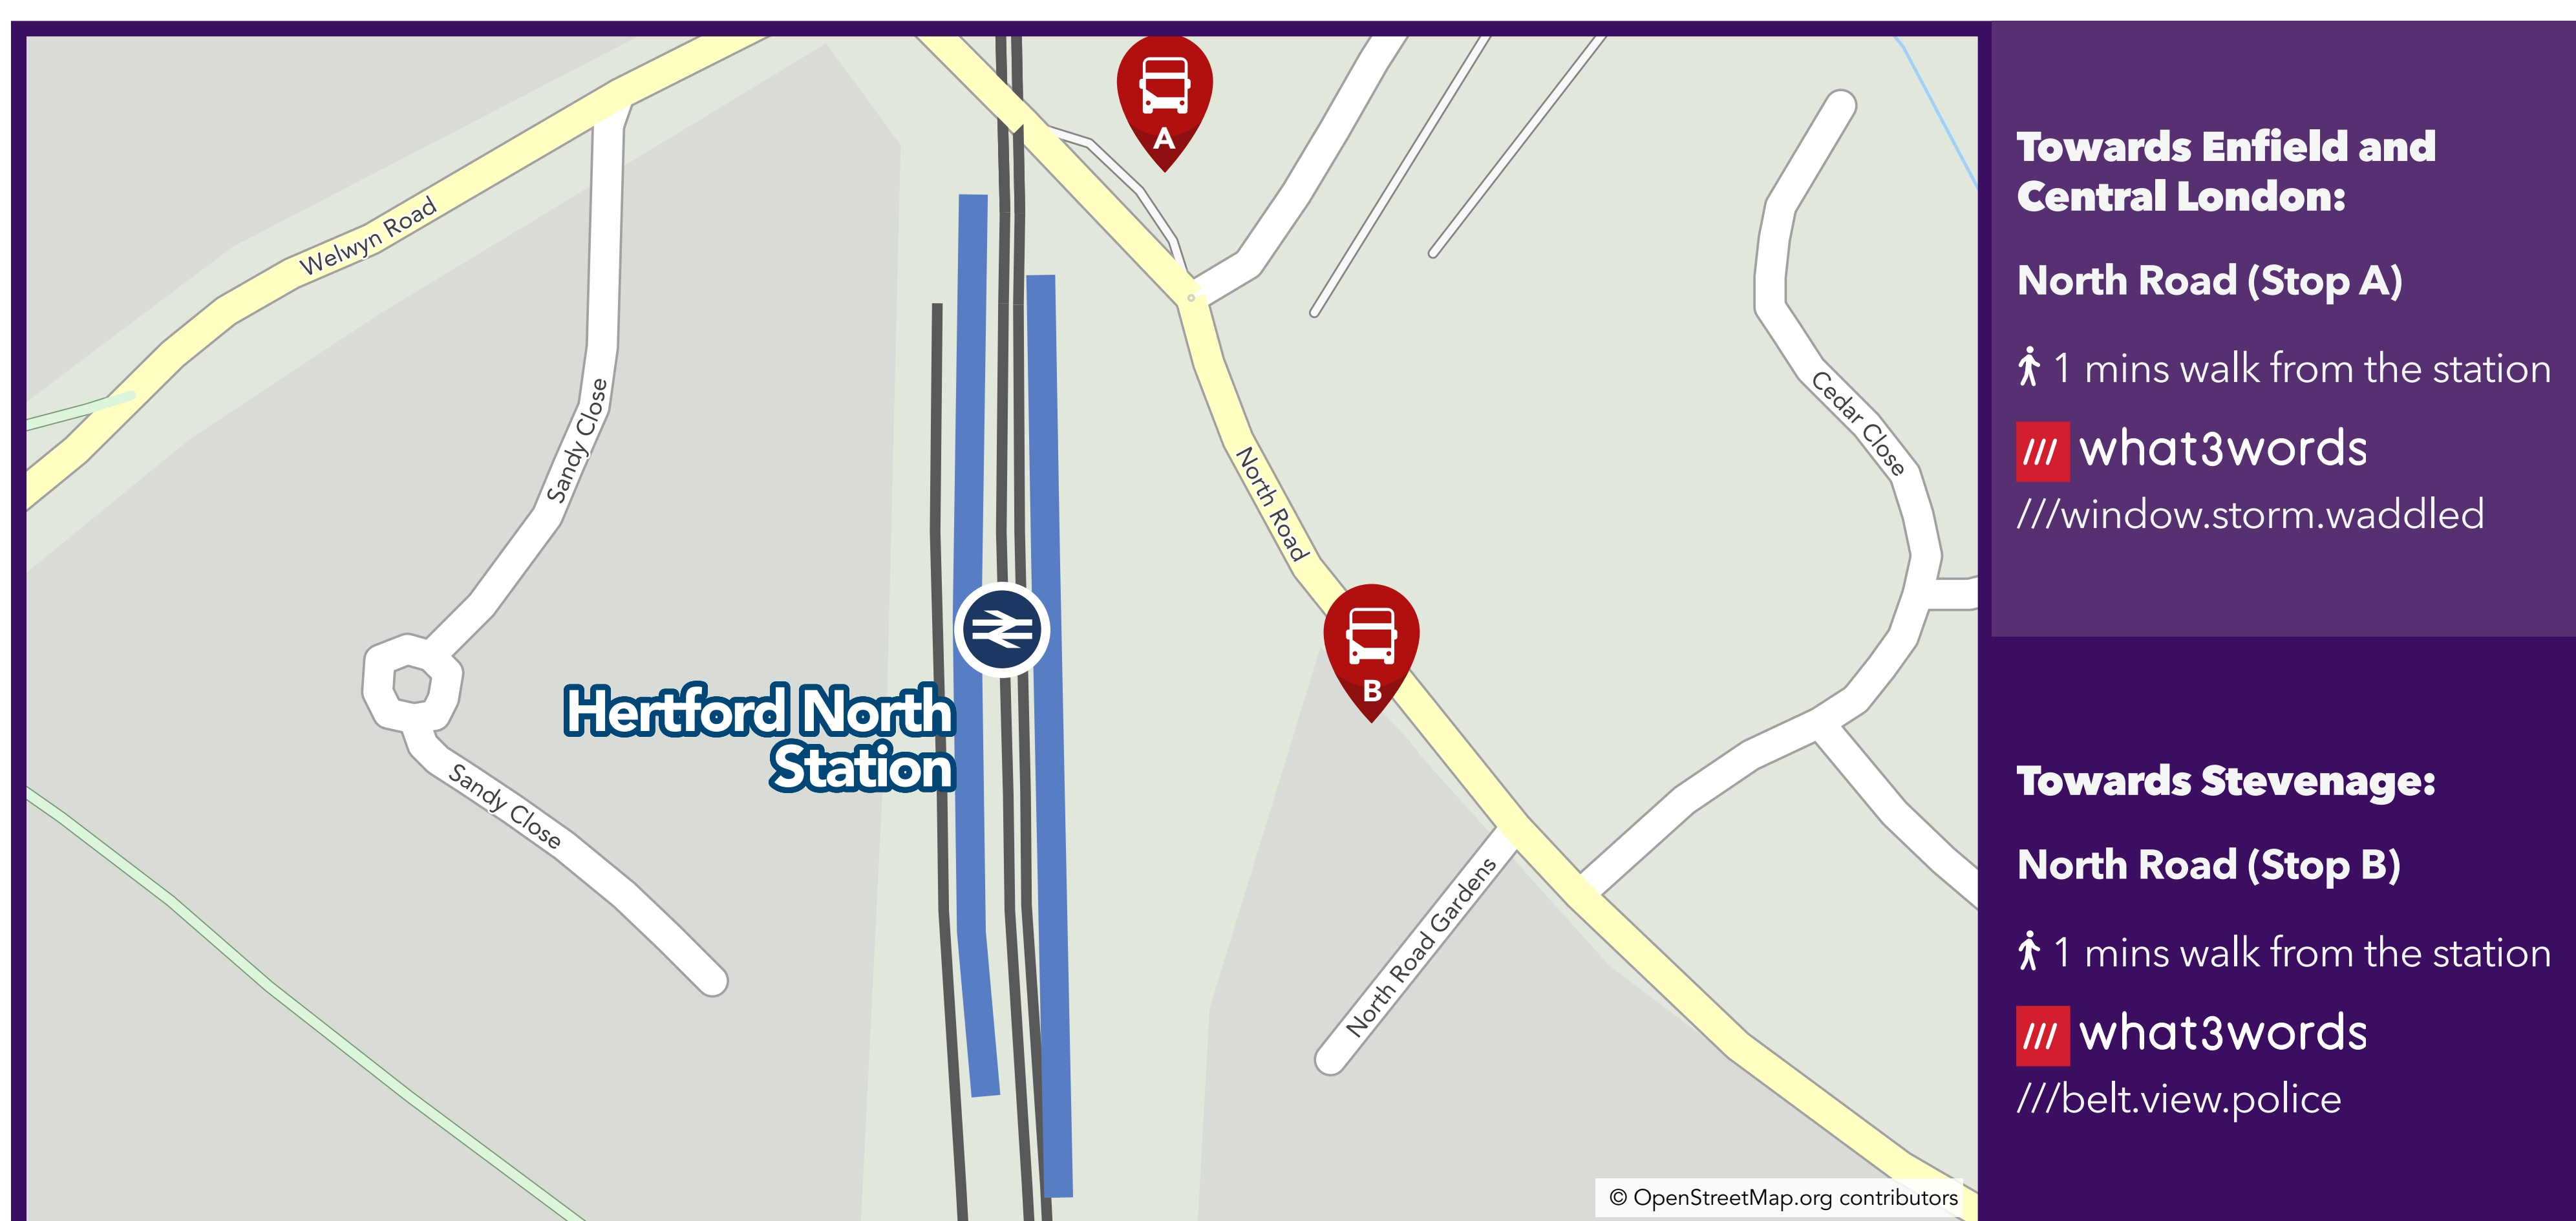 A
Welwyn Road
Sandy Close
North Road
Cedar Close
B
Hertford North
Station
Sandy Close
North Road Gardens
© OpenStreetMap.org contributors
Towards Enfield and
Central London:
North Road (Stop A)
1 mins walk from the station
/// what3words
///window.storm.waddled
Towards Stevenage:
North Road (Stop B)
1 mins walk from the station
/// what3words
///belt.view.police